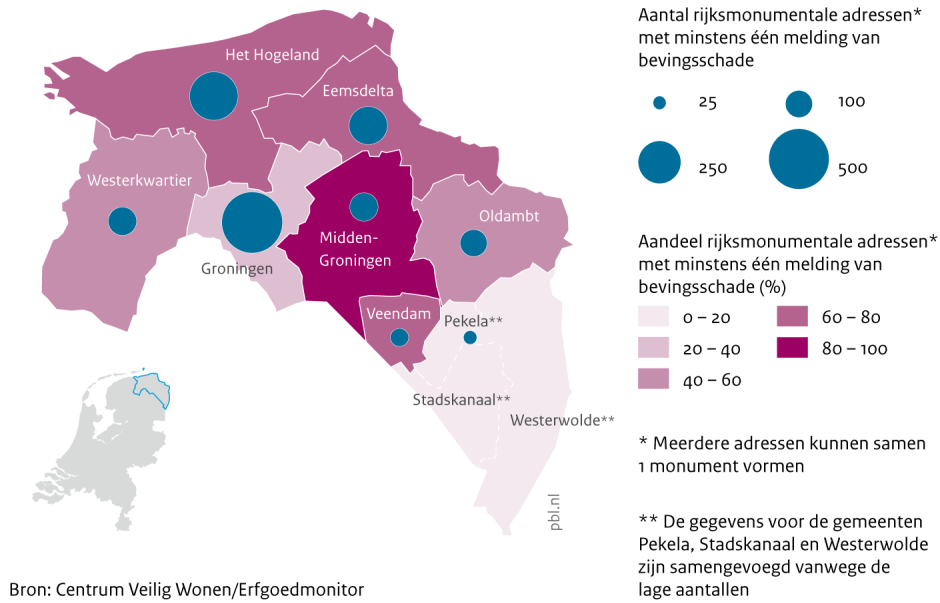 Het Hogeland
Eemsdelta
Westerkwartier
Oldambt
Midden-
Groningen
Groningen
Veendam
Pekela**
Stadskanaal**
Westerwolde**
pbl.nl
Bron: Centrum Veilig Wonen/Erfgoedmonitor
Aantal rijksmonumentale adressen*
met minstens één melding van
bevingsschade
25
100
250
500
Aandeel rijksmonumentale adressen*
met minstens één melding van
bevingsschade (%)
0 – 20
60 – 80
20 – 40
80 – 100
40 – 60
* Meerdere adressen kunnen samen
1 monument vormen
** De gegevens voor de gemeenten
Pekela, Stadskanaal en Westerwolde
zijn samengevoegd vanwege de
lage aantallen